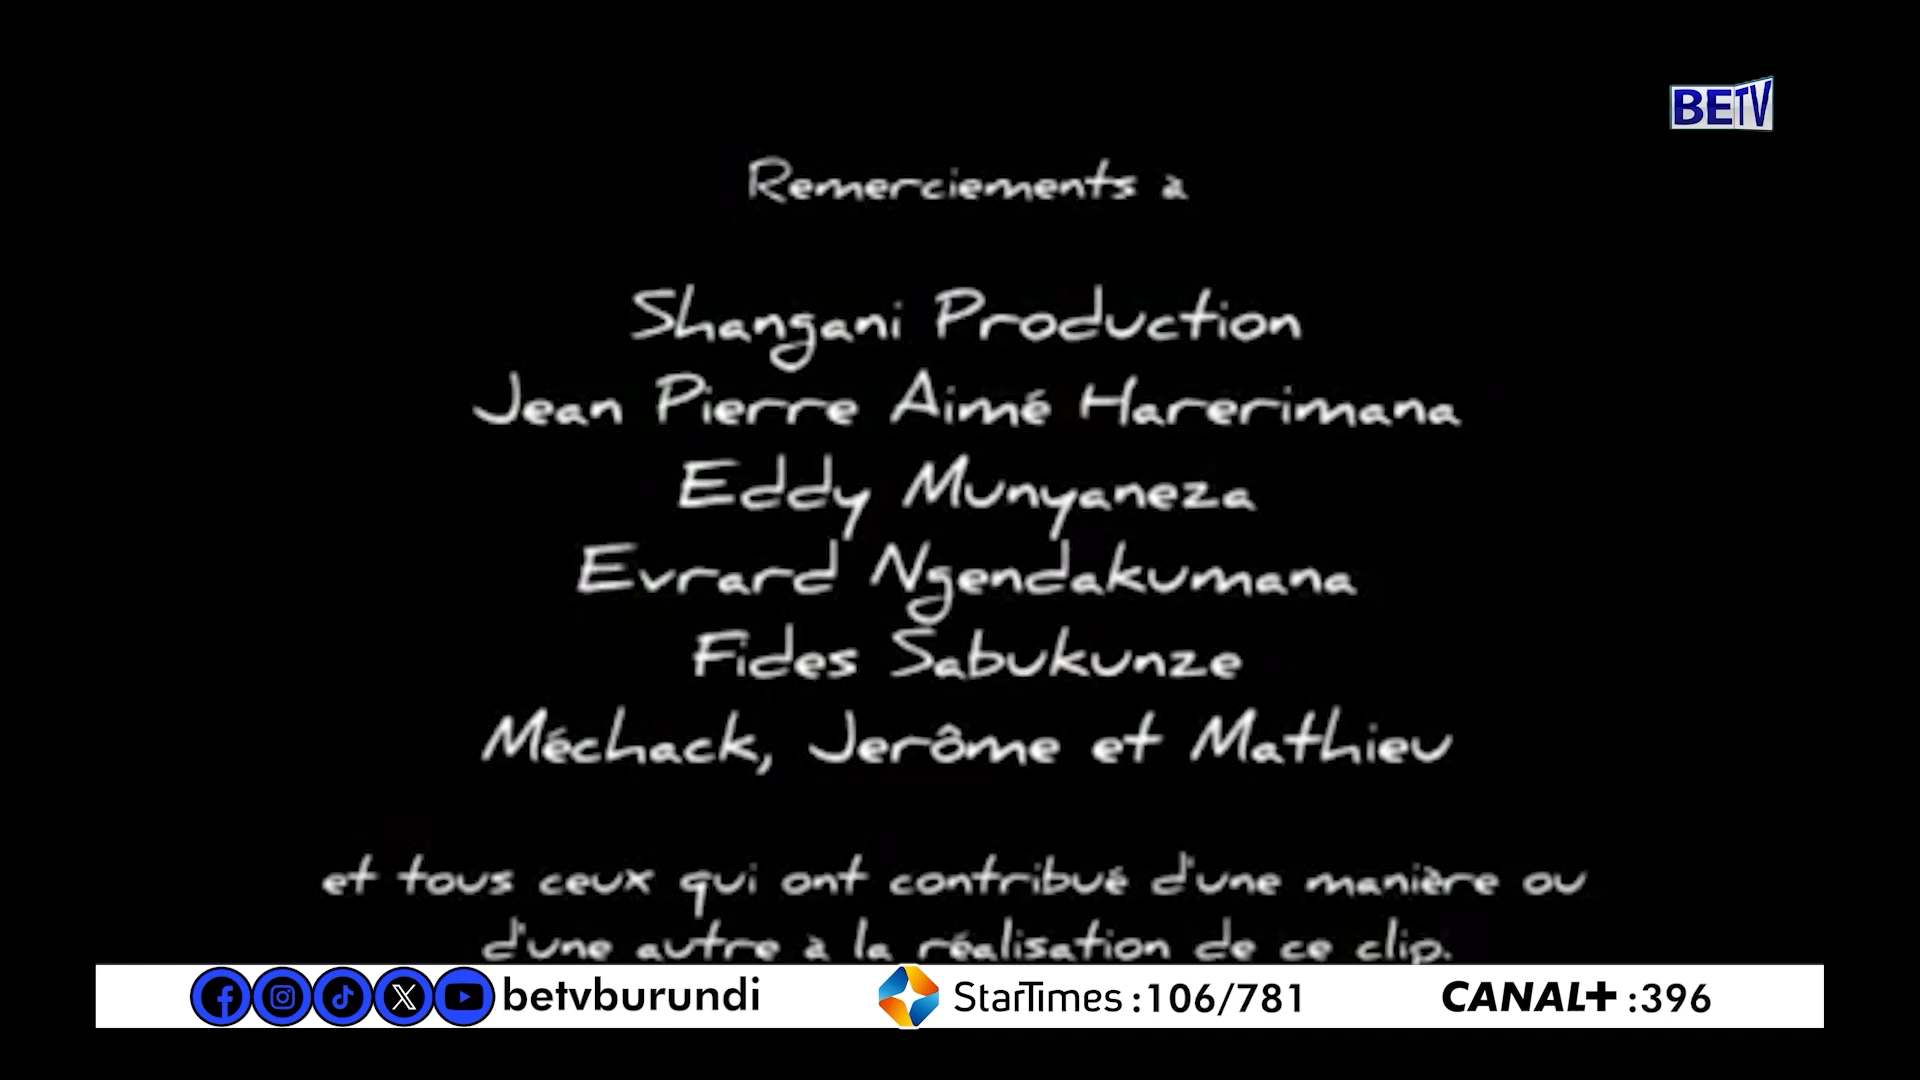 BETV
Remerciements à
Shangani Production
Jean Pierre Aimé Harerimana
Eddy Munyaneza
Evrard Ngendakumana
Fides Sabukunze
Méchack, Jerôme et Mathieu
et tous ceux qui ont contribué d'une manière ou
d'une autre à la réalisation de ce clip.
betvburundi StarTimes :106/781 CANAL+ :396